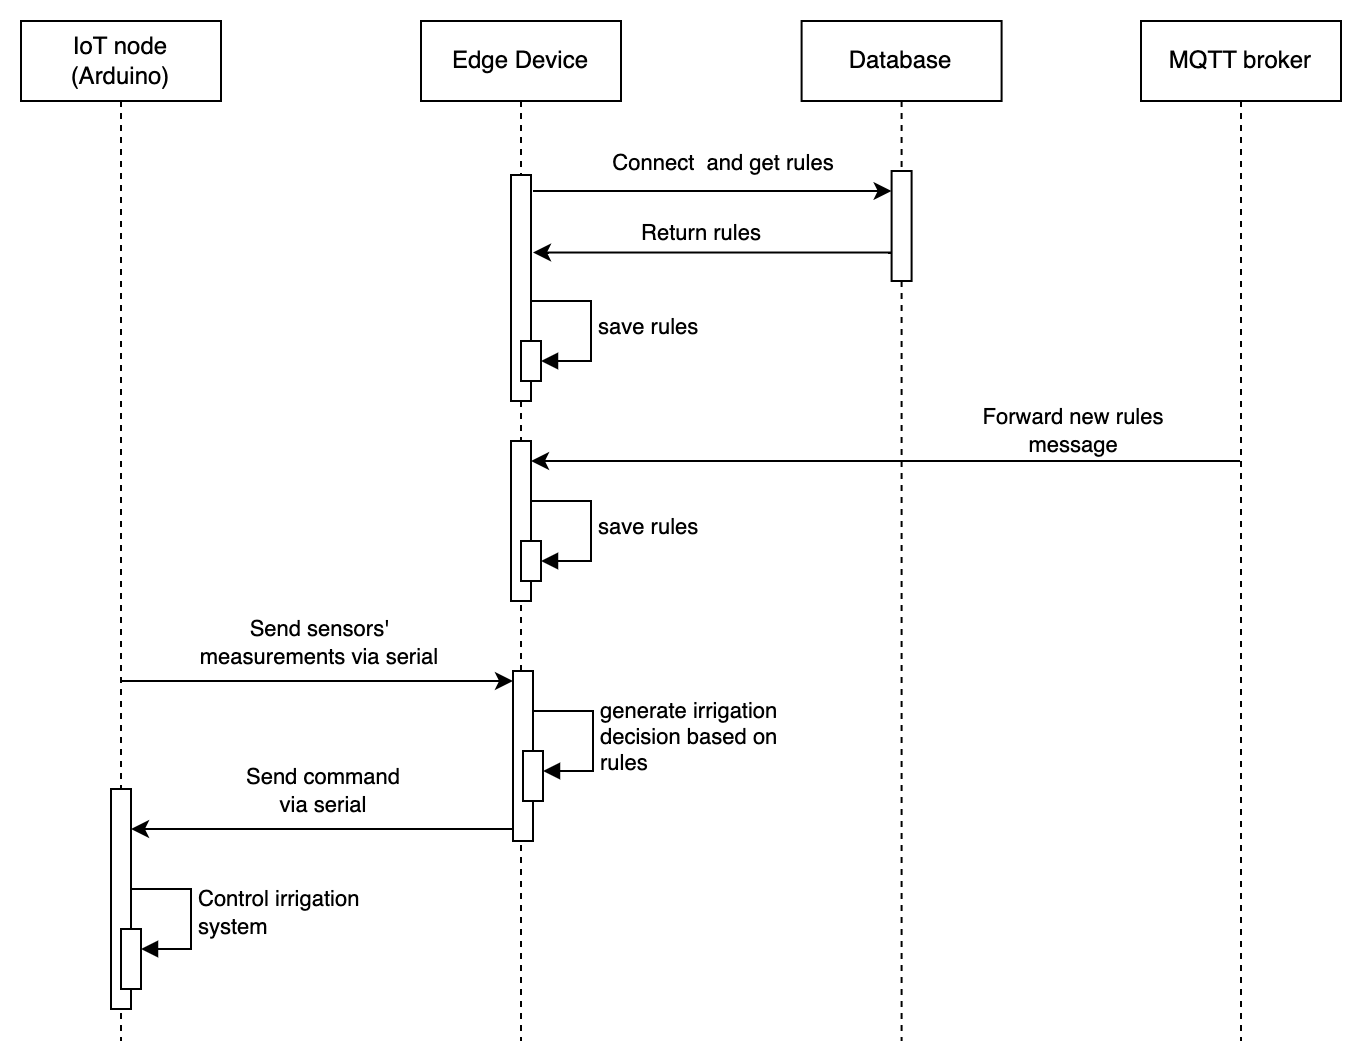 IoT node
(Arduino)
Edge Device
Database
MQTT broker
Connect  and get rules
Return rules
save rules
Forward new rules
message
save rules
Send sensors'
measurements via serial
generate irrigation
decision based on
rules
Send command
via serial
Control irrigation
system